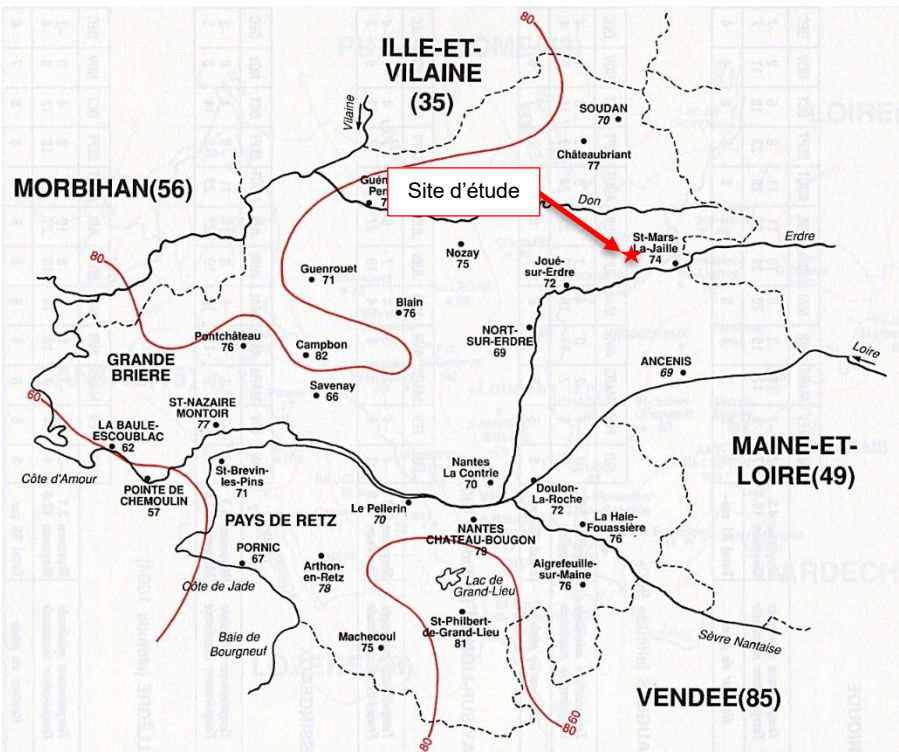 80
ILLE-ET-
VILAINE
(35)
Vilaine
SOUDAN
70
Châteaubriant
77
MORBIHAN(56)
Site d'étude
Don
St-Mars-
La-Jaille
74
Erdre
80
Guenrouet
71
Nozay
75
Joué-
sur-Erdre
72
Blain
76
NORT-
SUR-ERDRE
69
Pontchâteau
76
Campbon
82
GRANDE
BRIERE
Loire
ANCENIS
69
60
Savenay
66
ST-NAZAIRE
MONTOIR
77
LA BAULE-
ESCOUBLAC
62
MAINE-ET-
LOIRE(49)
Côte d'Amour
POINTE DE
CHEMOULIN
57
St-Brevin-
les-Pins
71
Nantes
La Contrie
70
Doulon-
La-Roche
72
PAYS DE RETZ
Le Pellerin
70
NANTES
CHATEAU-BOUGON
79
La Haie-
Fouassière
76
PORNIC
67
Arthon-
en-Retz
78
Aigrefeuille-
sur-Maine
76
Côte de Jade
Lac de
Grand-Lieu
St-Philbert-
de-Grand-Lieu
81
Baie de
Bourgneuf
Machecoul
75
Sèvre Nantaise
VENDEE(85)
80
80
60